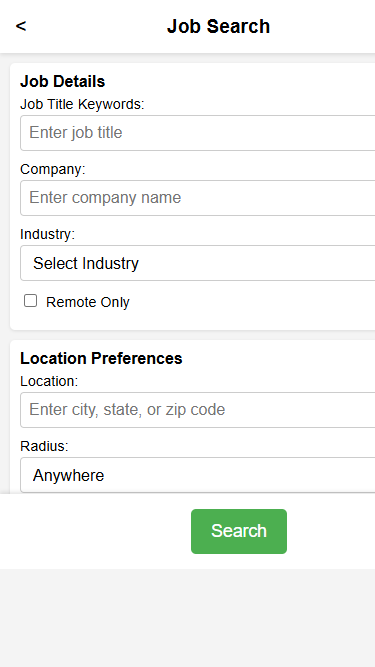 < Job Search
Job Details
Job Title Keywords:
Enter job title
Company:
Enter company name
Industry:
Select Industry
Remote Only
Location Preferences
Location:
Enter city, state, or zip code
Radius:
Anywhere
Search